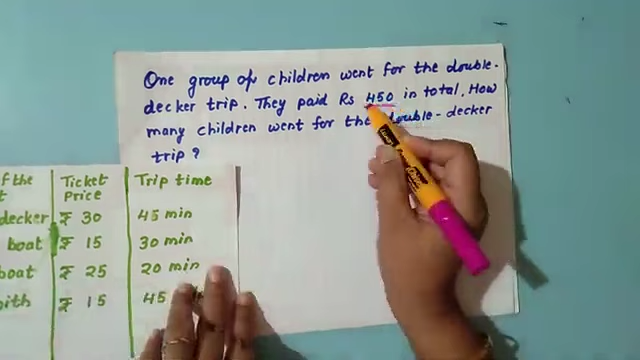 One group of children went for the double-
decker trip. They paid Rs 450 in total. How
many children went for the double-decker
trip?
f the Ticket Price Trip time
decker ₹ 30 45 min
boat ₹ 15 30 min
boat ₹ 25 20 min
with ₹ 15 45